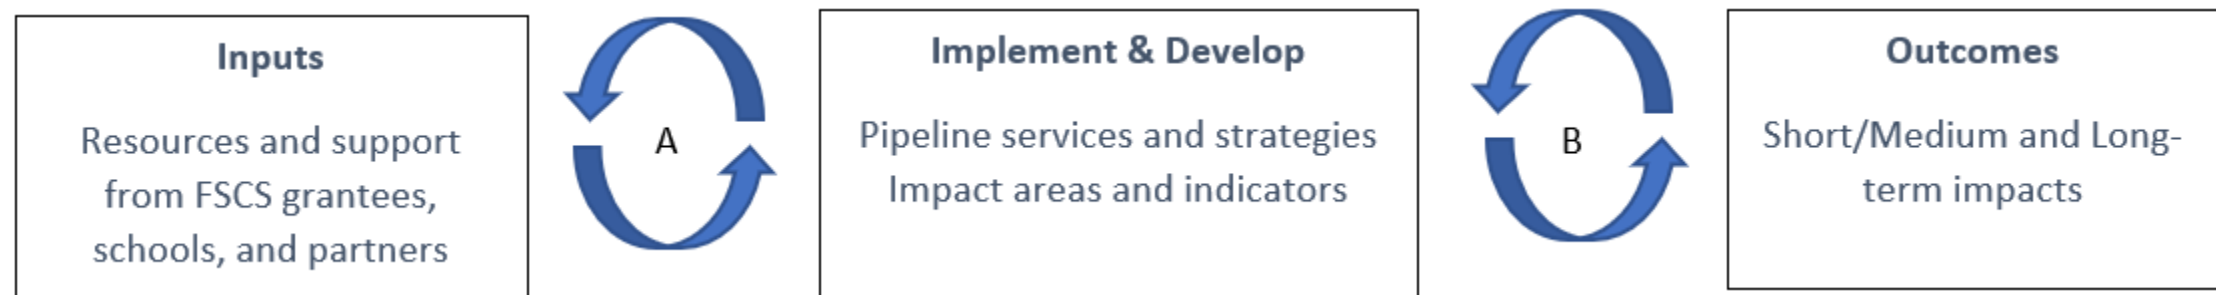 Inputs
Resources and support
from FSCS grantees,
schools, and partners
A
Implement & Develop
Pipeline services and strategies
Impact areas and indicators
B
Outcomes
Short/Medium and Long-
term impacts